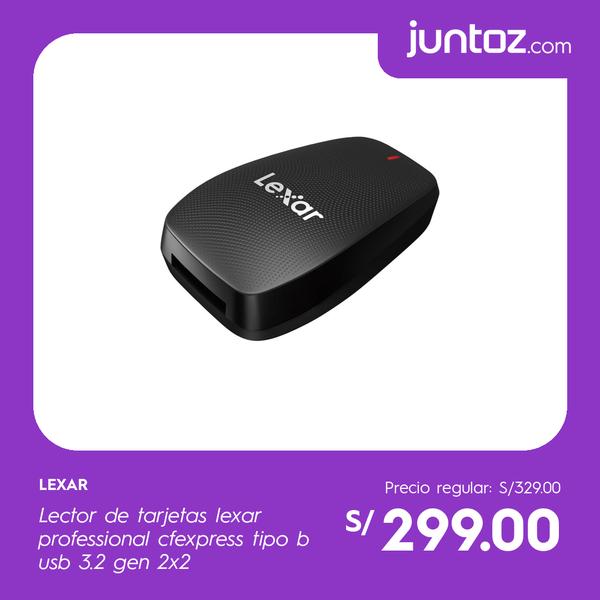 juntoz.com
Lexar
LEXAR
Lector de tarjetas lexar
professional cfexpress tipo b
usb 3.2 gen 2x2
Precio regular: S/329.00
S/299.00